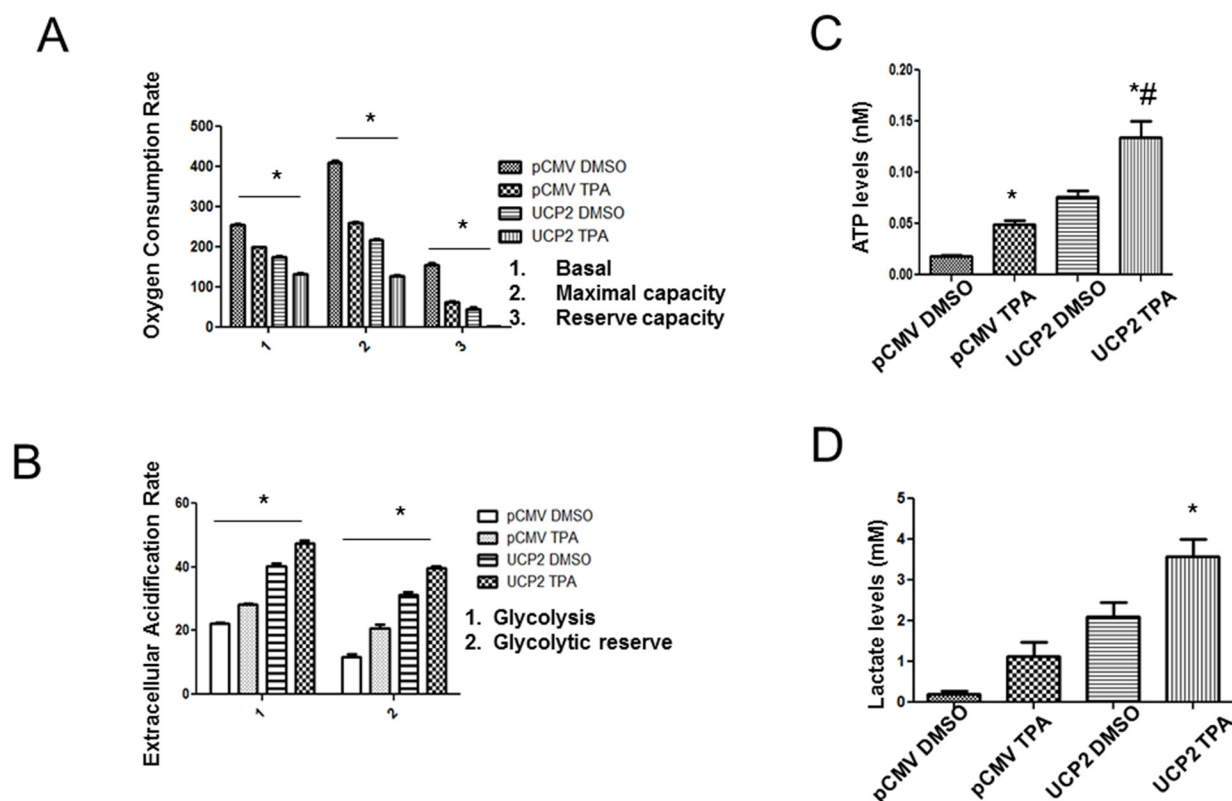 A
Oxygen Consumption Rate
500
400
300
200
100
0
*
*
*
1
2
3
pCMV DMSO
pCMV TPA
UCP2 DMSO
UCP2 TPA
1. Basal
2. Maximal capacity
3. Reserve capacity
B
Extracellular Acidification Rate
60
40
20
0
*
*
1
2
pCMV DMSO
pCMV TPA
UCP2 DMSO
UCP2 TPA
1. Glycolysis
2. Glycolytic reserve
C
ATP levels (nM)
0.20
0.15
0.10
0.05
0.00
*
*#
pCMV DMSO
pCMV TPA
UCP2 DMSO
UCP2 TPA
D
Lactate levels (mM)
5
4
3
2
1
0
*
pCMV DMSO
pCMV TPA
UCP2 DMSO
UCP2 TPA